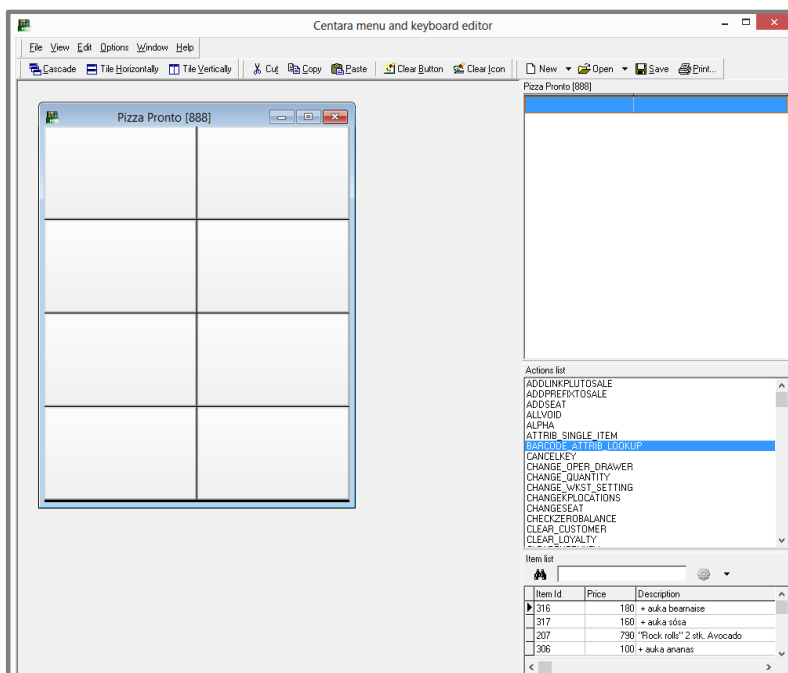 Centara menu and keyboard editor
File View Edit Options Window Help
Cascade Tile Horizontally Tile Vertically Cut Copy Paste Clear Button Clear Icon New Open Save Print...
Pizza Pronto [888]
Pizza Pronto [888]
Actions list
ADDLINKPLUTOSALE
ADDPREFIXTOSALE
ADDSEAT
ALLVOID
ALPHA
ATTRIB_SINGLE_ITEM
BARCODE_ATTRIB_LOOKUP
CANCELKEY
CHANGE_OPER_DRAWER
CHANGE_QUANTITY
CHANGE_WKST_SETTING
CHANGEKPLOCATIONS
CHANGESEAT
CHECKZEROBALANCE
CLEAR_CUSTOMER
CLEAR_LOYALTY
Item list
Item Id Price Description
316 180 + auka bearnaise
317 160 + auka sósa
207 790 "Rock rolls" 2 stk. Avocado
306 100 + auka ananas